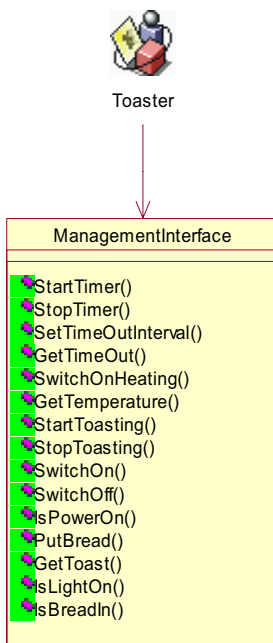 Toaster
ManagementInterface
StartTimer()
StopTimer()
SetTimeOutInterval()
GetTimeOut()
SwitchOnHeating()
GetTemperature()
StartToasting()
StopToasting()
SwitchOn()
SwitchOff()
IsPowerOn()
PutBread()
GetToast()
IsLightOn()
IsBreadIn()